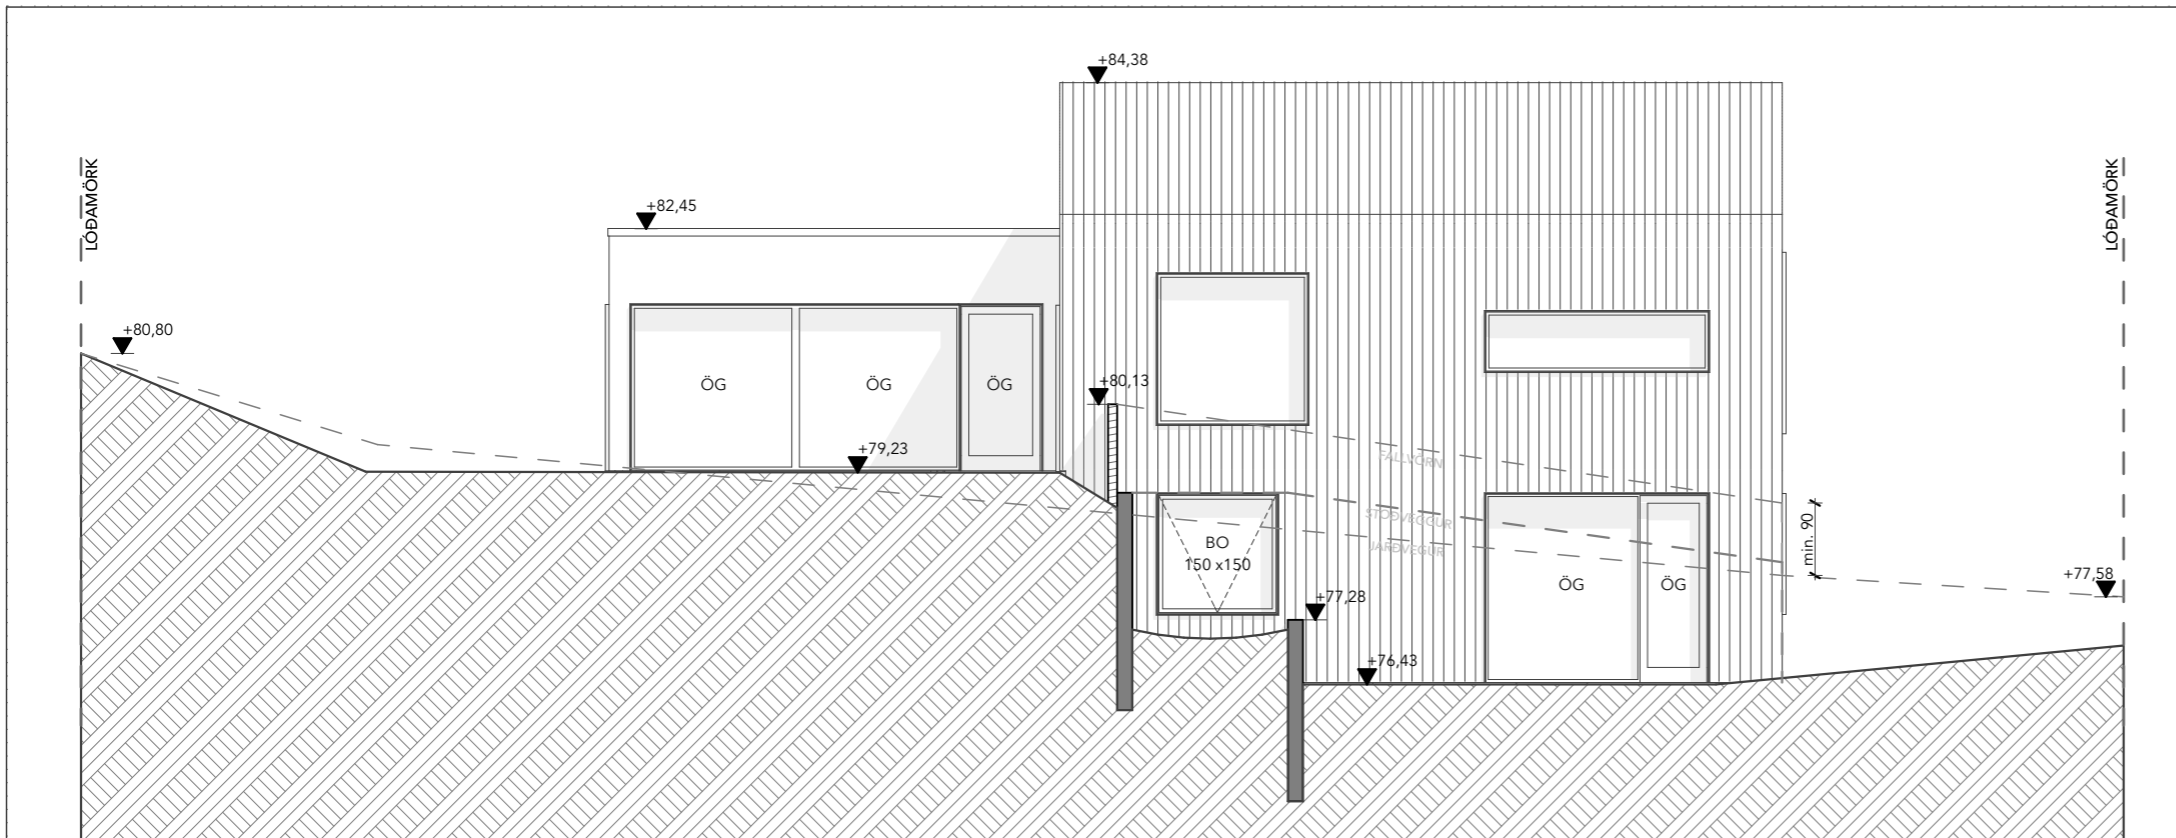 +84,38
LÓÐAMÖRK
LÓÐAMÖRK
+82,45
+80,80
ÖG
ÖG
ÖG
+80,13
+79,23
FALLVÖRN
STOÐVEGGUR
JARÐVEGUR
BO
150 x150
min. 90
ÖG
ÖG
+77,58
+77,28
+76,43